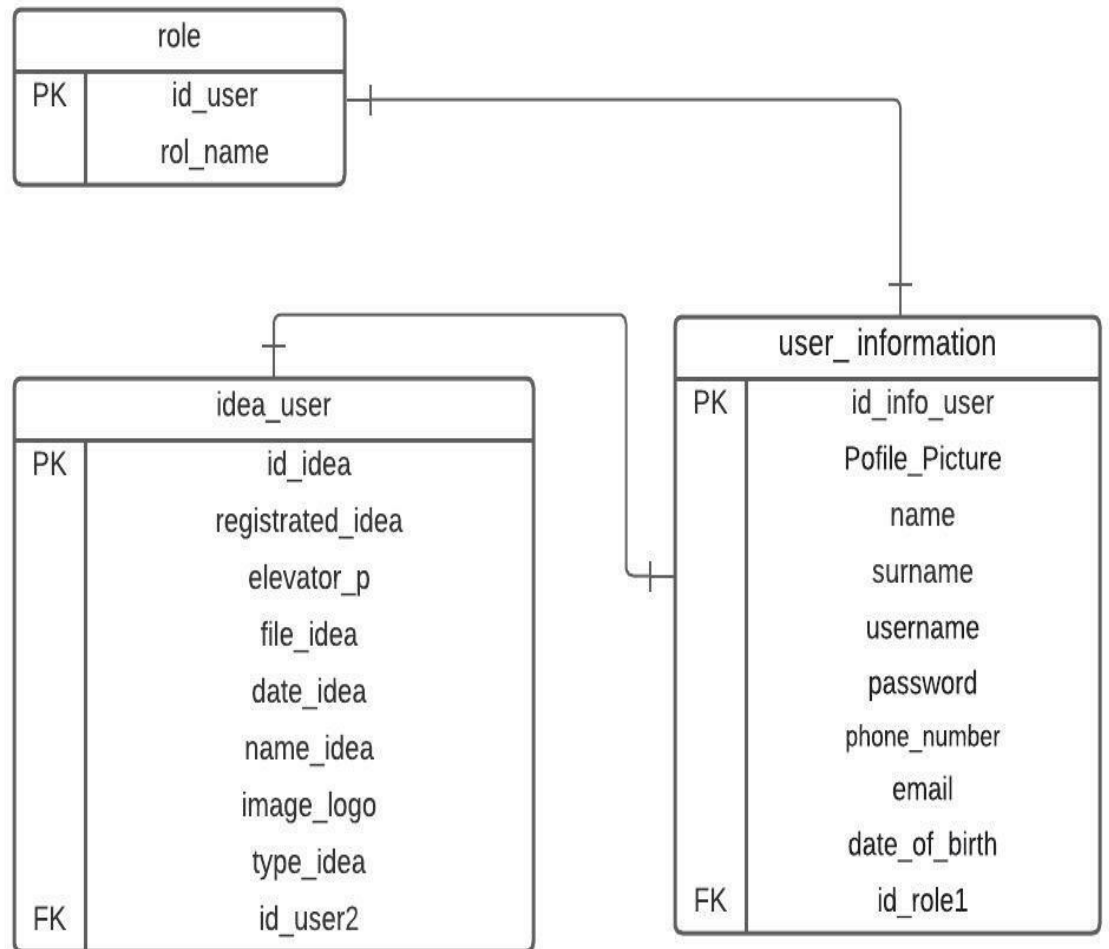 role
PK id_user
rol_name
idea_user
PK id_idea
registrated_idea
elevator_p
file_idea
date_idea
name_idea
image_logo
type_idea
FK id_user2
user_ information
PK id_info_user
Pofile_Picture
name
surname
username
password
phone_number
email
date_of_birth
FK id_role1